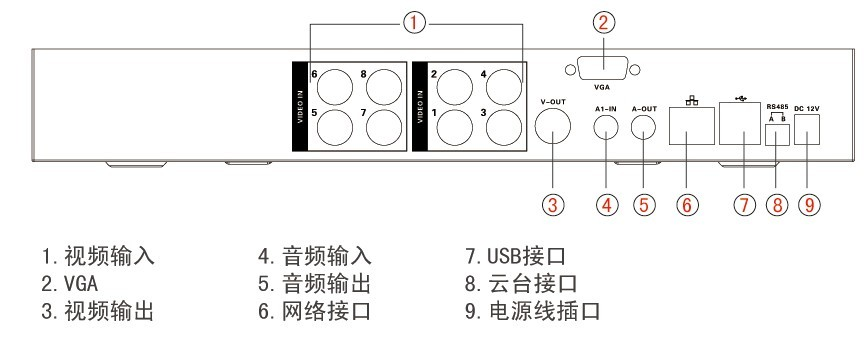 ① ②
VIDEO IN 6 8 5 7
VIDEO IN 2 4 1 3
VGA
V-OUT A1-IN A-OUT RS485 A B DC 12V
③ ④ ⑤ ⑥ ⑦ ⑧ ⑨
1. 视频输入 4. 音频输入 7. USB接口
2. VGA 5. 音频输出 8. 云台接口
3. 视频输出 6. 网络接口 9. 电源线插口